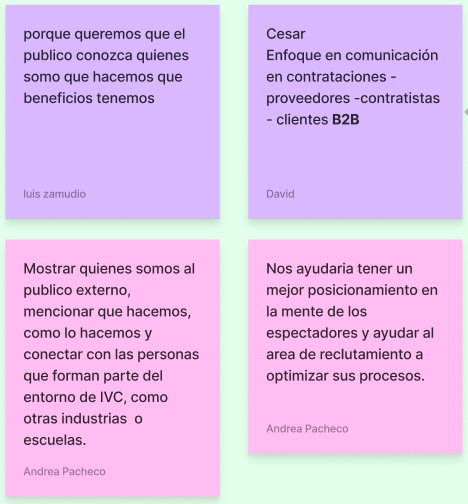 porque queremos que el
publico conozca quienes
somo que hacemos que
beneficios tenemos
luis zamudio
Cesar
Enfoque en comunicación
en contrataciones -
proveedores -contratistas
- clientes B2B
David
Mostrar quienes somos al
publico externo,
mencionar que hacemos,
como lo hacemos y
conectar con las personas
que forman parte del
entorno de IVC, como
otras industrias  o
escuelas.
Andrea Pacheco
Nos ayudaria tener un
mejor posicionamiento en
la mente de los
espectadores y ayudar al
area de reclutamiento a
optimizar sus procesos.
Andrea Pacheco